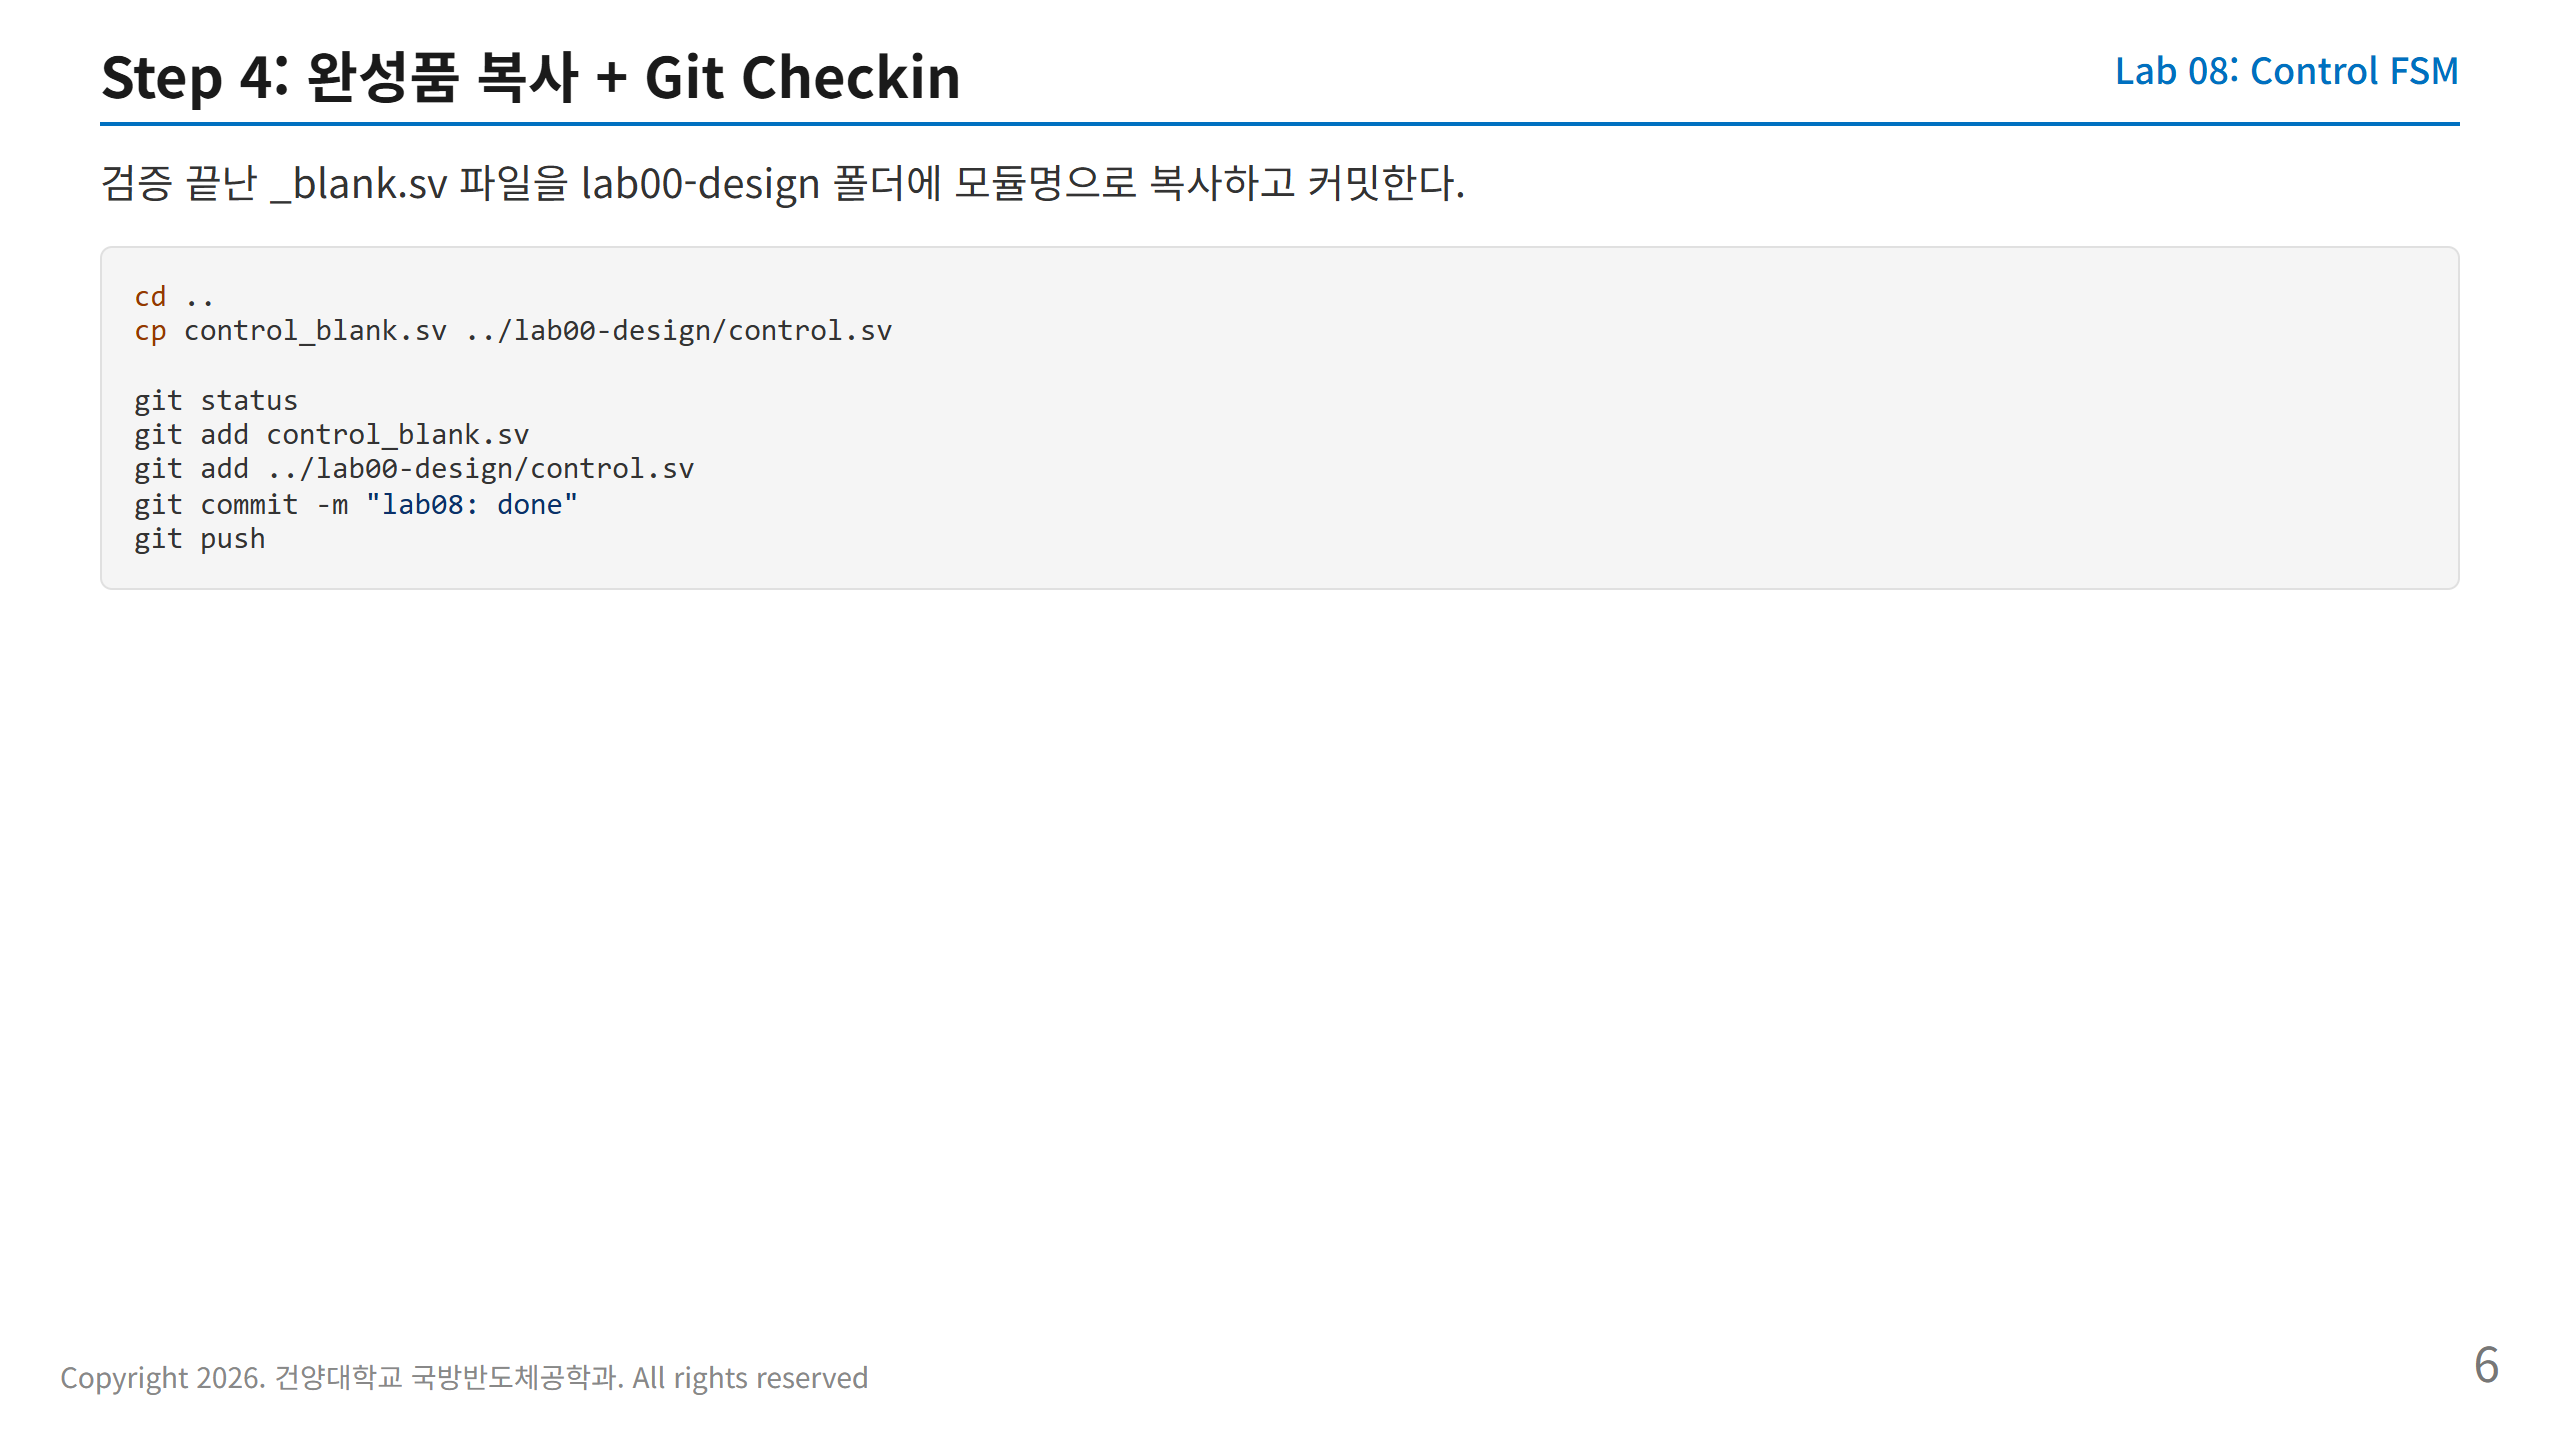 Step 4: 완성품 복사 + Git Checkin
Lab 08: Control FSM
검증 끝난 _blank.sv 파일을 lab00-design 폴더에 모듈명으로 복사하고 커밋한다.
cd ..
cp control_blank.sv ../lab00-design/control.sv
git status
git add control_blank.sv
git add ../lab00-design/control.sv
git commit -m "lab08: done"
git push
Copyright 2026. 건양대학교 국방반도체공학과. All rights reserved
6